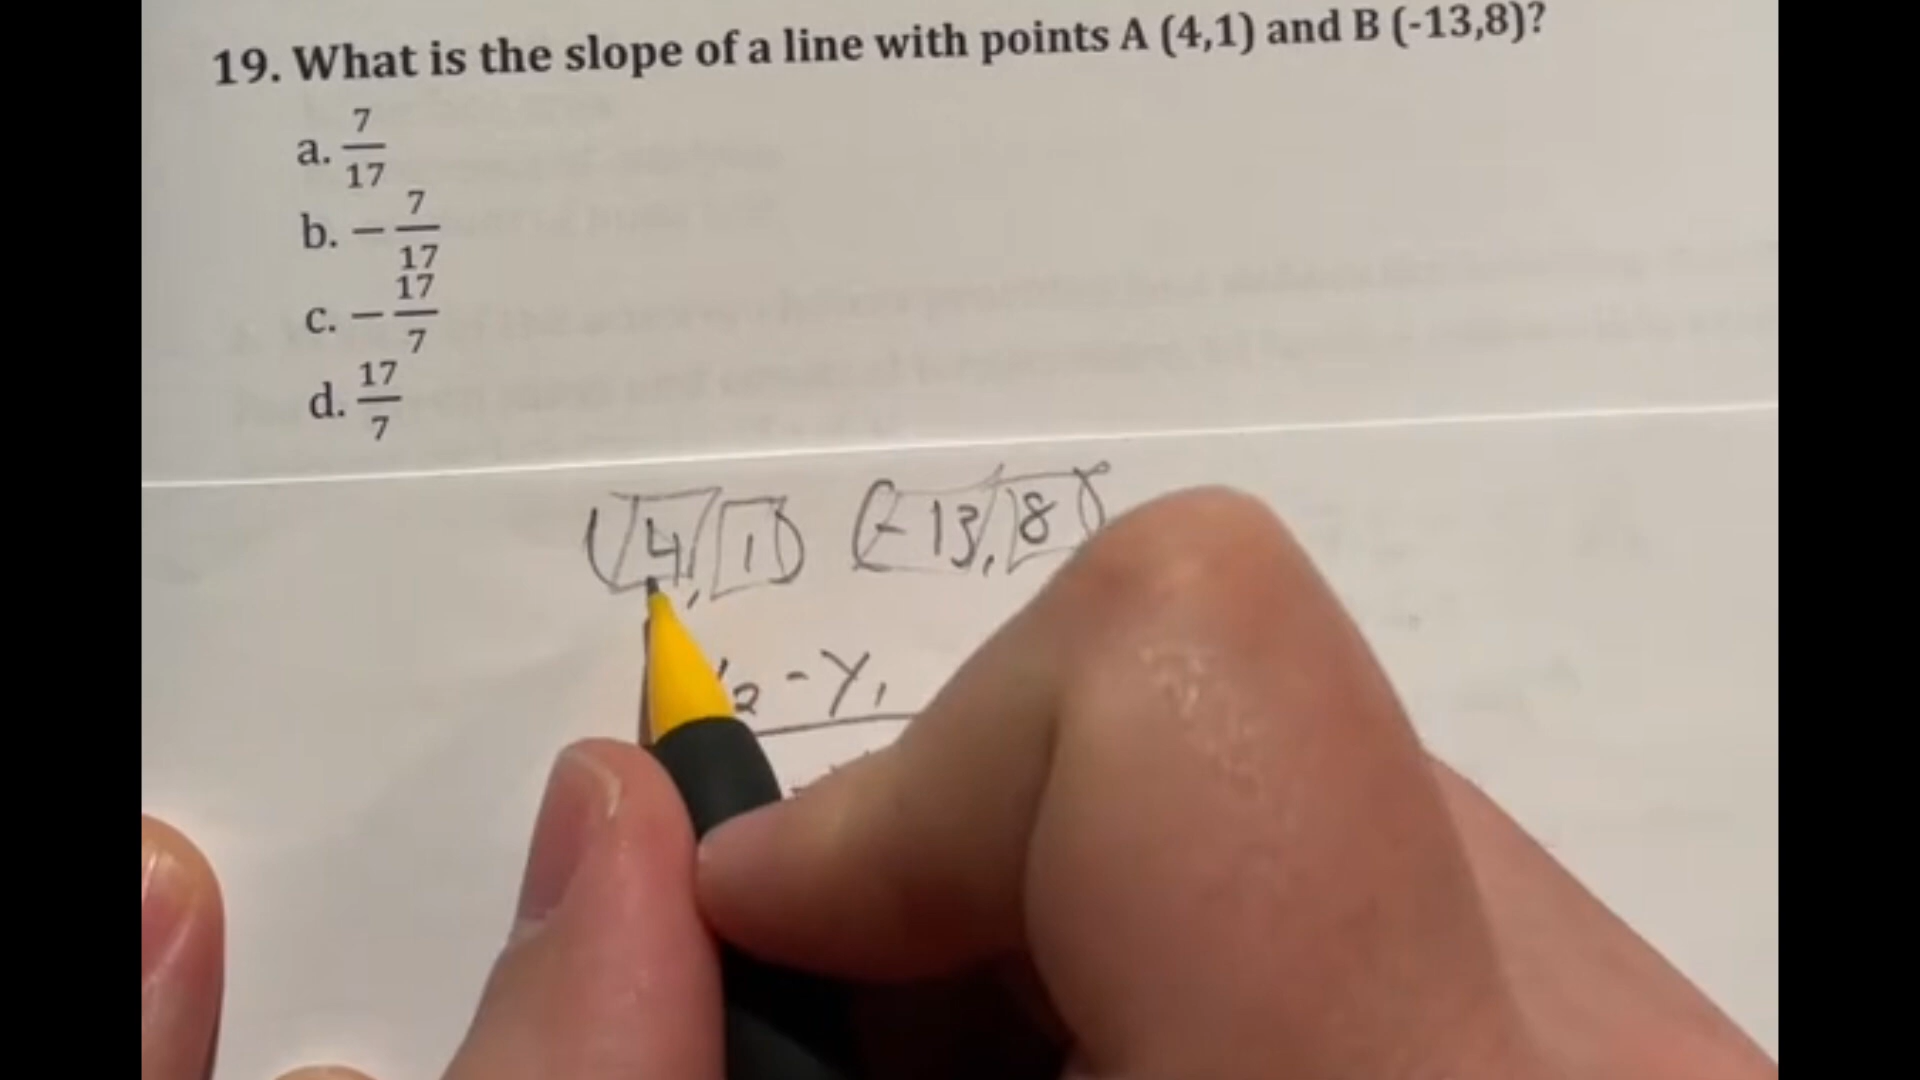 19. What is the slope of a line with points A (4,1) and B (-13,8)?
a. 7/17
b. − 7/17
c. − 17/7
d. 17/7
(4, 1) (-13, 8)
2 - Y1